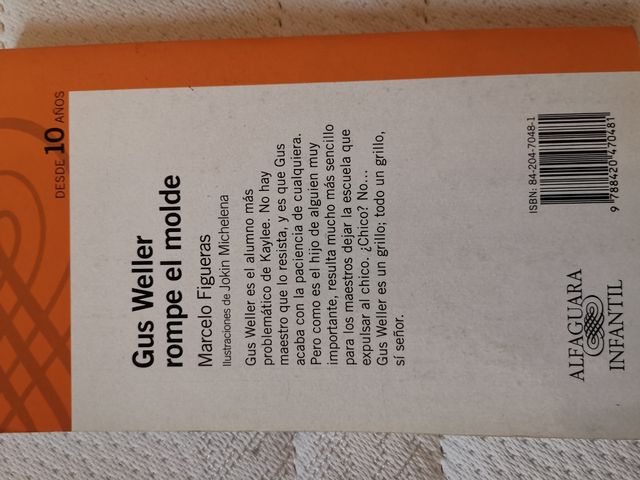 DESDE 10 AÑOS
Gus Weller
rompe el molde
Marcelo Figueras
Ilustraciones de Jokin Michelena
Gus Weller es el alumno más
problemático de Kaylee. No hay
maestro que lo resista, y es que Gus
acaba con la paciencia de cualquiera.
Pero como es el hijo de alguien muy
importante, resulta mucho más sencillo
para los maestros dejar la escuela que
expulsar al chico. ¿Chico? No...
Gus Weller es un grillo; todo un grillo,
sí señor.
ALFAGUARA
INFANTIL
ISBN: 84-204-7048-1
9 788420 470481